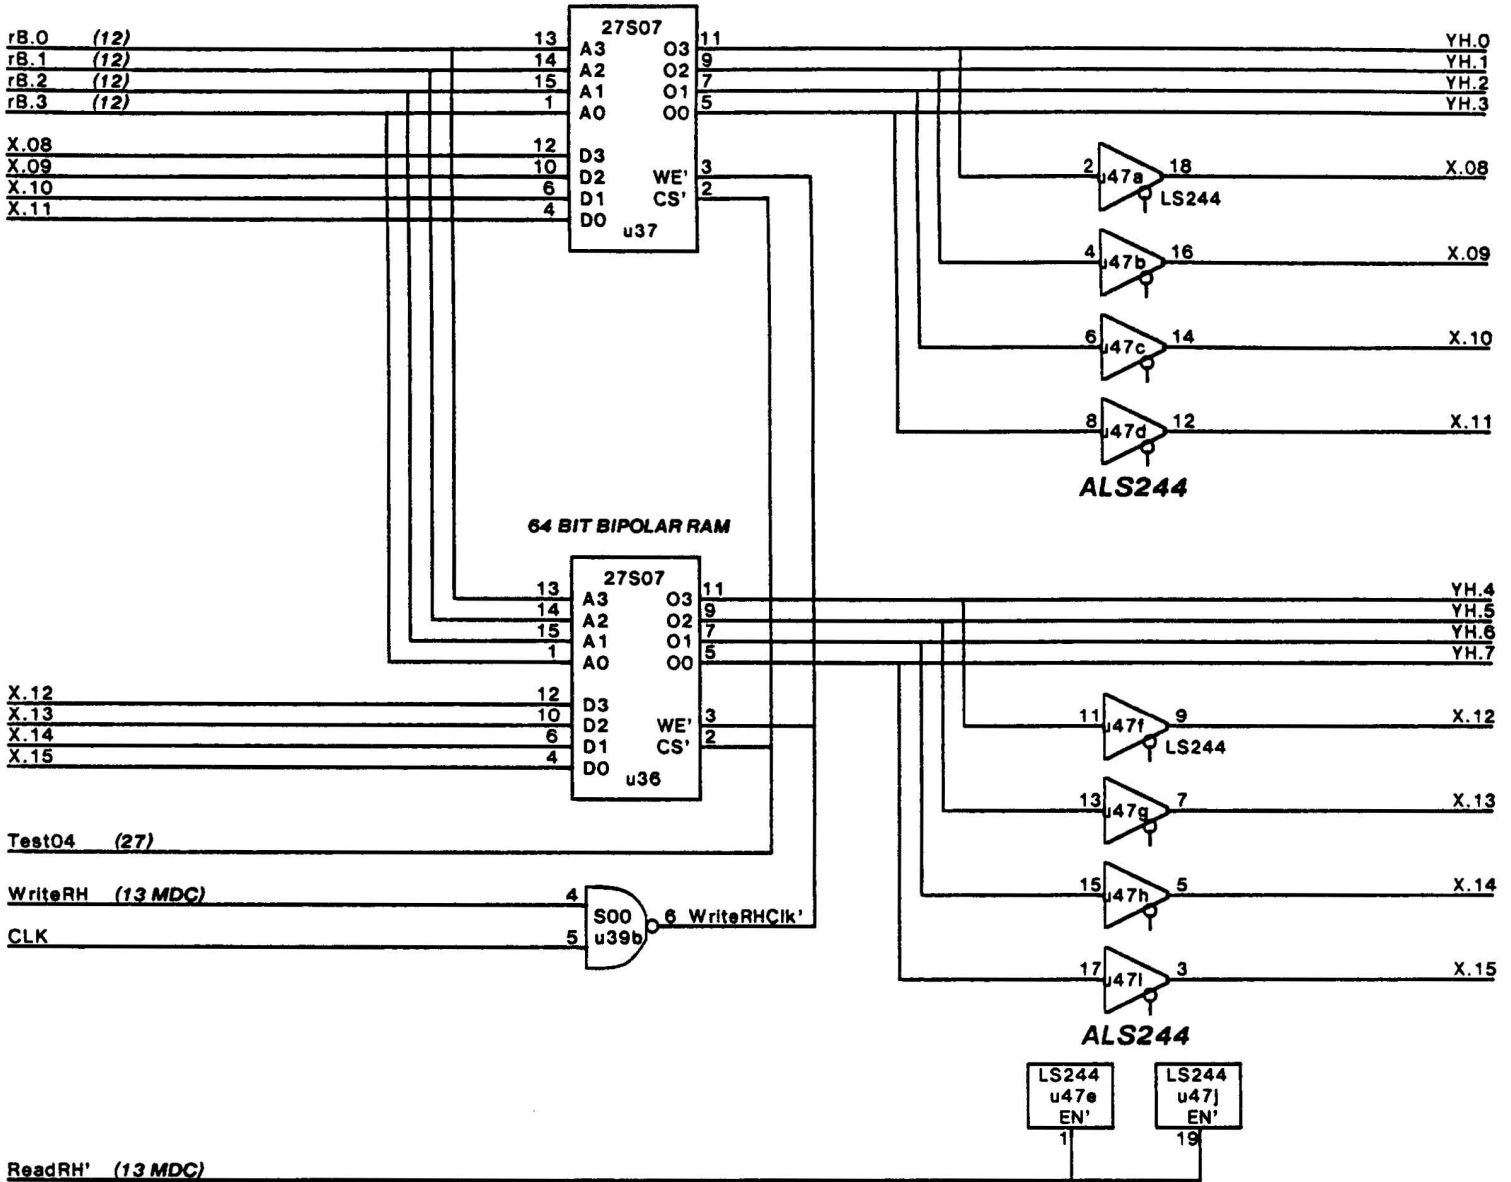 27S07
rB.0 (12) 13 A3 O3 11 YH.0
rB.1 (12) 14 A2 O2 9 YH.1
rB.2 (12) 15 A1 O1 7 YH.2
rB.3 (12) 1 A0 O0 5 YH.3
X.08 12 D3
X.09 10 D2 WE' 3
X.10 6 D1 CS' 2
X.11 4 D0
u37
2 u47a 18 X.08
LS244
4 u47b 16 X.09
6 u47c 14 X.10
8 u47d 12 X.11
ALS244
64 BIT BIPOLAR RAM
27S07
13 A3 O3 11 YH.4
14 A2 O2 9 YH.5
15 A1 O1 7 YH.6
1 A0 O0 5 YH.7
X.12 12 D3
X.13 10 D2 WE' 3
X.14 6 D1 CS' 2
X.15 4 D0
u36
11 u47f 9 X.12
LS244
13 u47g 7 X.13
Test04 (27)
WriteRH (13 MDC) 4
S00
u39b
6 WriteRHClk'
CLK 5
15 u47h 5 X.14
17 u47i 3 X.15
ALS244
LS244
u47e
EN'
1
LS244
u47j
EN'
19
ReadRH' (13 MDC)